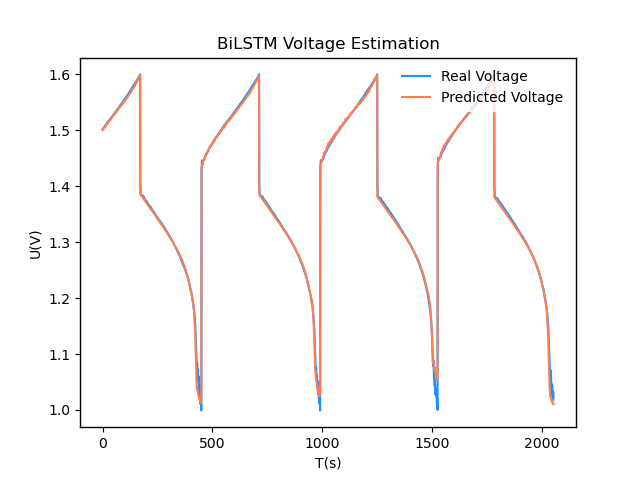 BiLSTM Voltage Estimation
Real Voltage
Predicted Voltage
1.6
1.5
1.4
1.3
1.2
1.1
1.0
U(V)
0
500
1000
1500
2000
T(s)